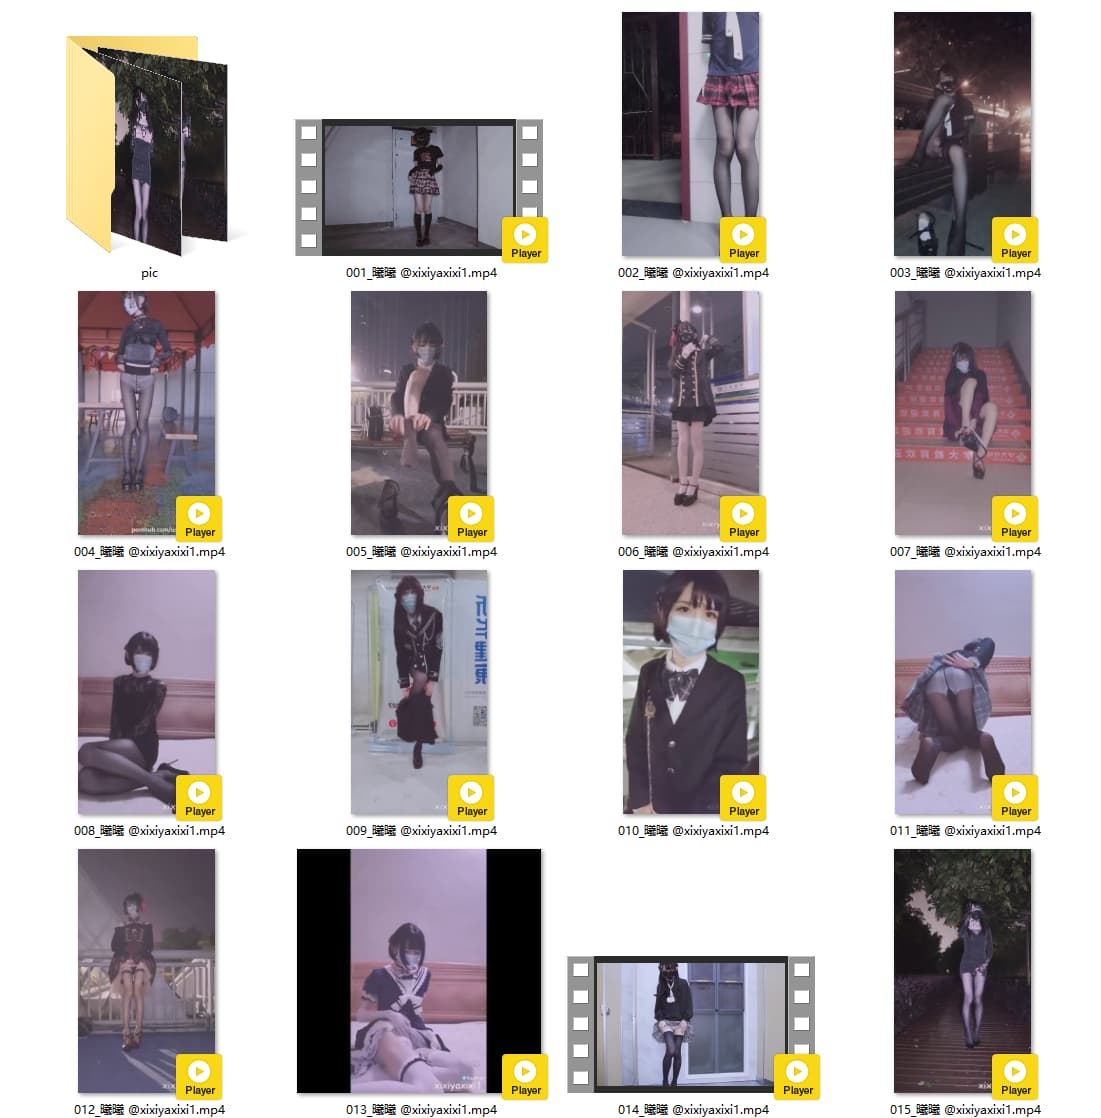 pic
001_曦曦 @xixiyaxixi1.mp4
Player
002_曦曦 @xixiyaxixi1.mp4
Player
003_曦曦 @xixiyaxixi1.mp4
Player
004_曦曦 @xixiyaxixi1.mp4
Player
005_曦曦 @xixiyaxixi1.mp4
Player
006_曦曦 @xixiyaxixi1.mp4
Player
007_曦曦 @xixiyaxixi1.mp4
Player
008_曦曦 @xixiyaxixi1.mp4
Player
009_曦曦 @xixiyaxixi1.mp4
Player
010_曦曦 @xixiyaxixi1.mp4
Player
011_曦曦 @xixiyaxixi1.mp4
Player
012_曦曦 @xixiyaxixi1.mp4
Player
xixiyaxixi1
013_曦曦 @xixiyaxixi1.mp4
Player
014_曦曦 @xixiyaxixi1.mp4
Player
015_曦曦 @xixiyaxixi1.mp4
Player